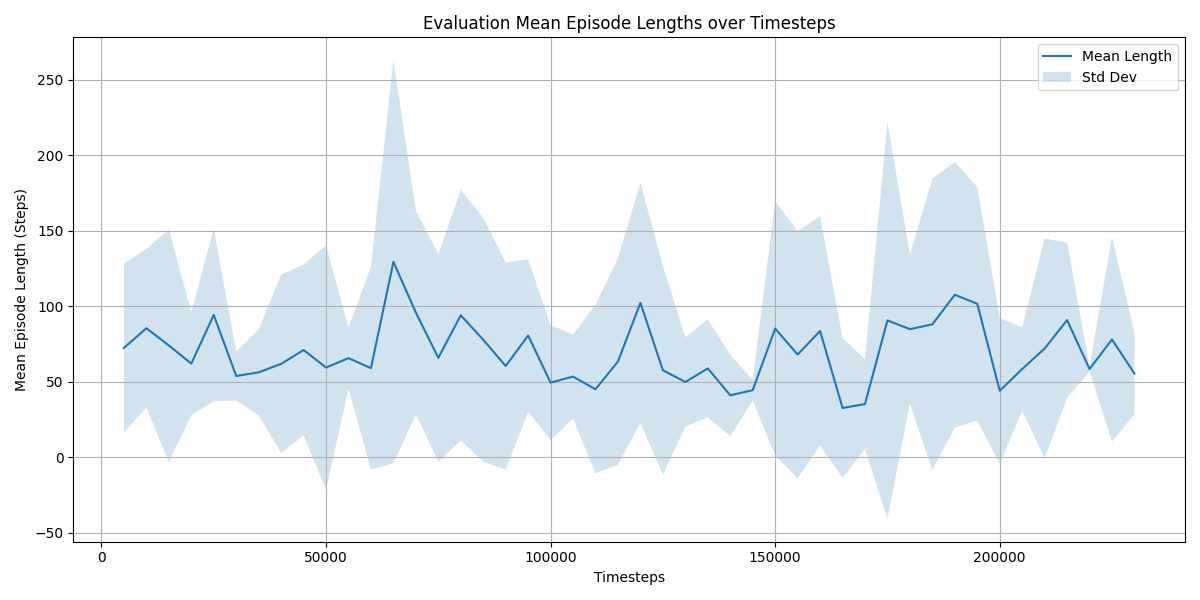 Evaluation Mean Episode Lengths over Timesteps
Mean Length
Std Dev
Mean Episode Length (Steps)
250
200
150
100
50
0
−50
0
50000
100000
150000
200000
Timesteps